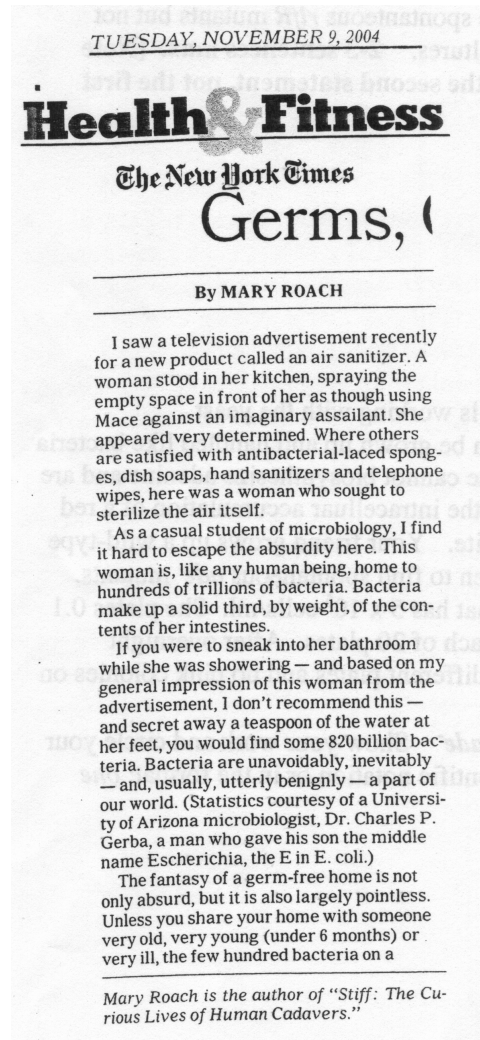 TUESDAY, NOVEMBER 9, 2004
Health & Fitness
The New York Times
Germs,
By MARY ROACH
I saw a television advertisement recently
for a new product called an air sanitizer. A
woman stood in her kitchen, spraying the
empty space in front of her as though using
Mace against an imaginary assailant. She
appeared very determined. Where others
are satisfied with antibacterial-laced spong-
es, dish soaps, hand sanitizers and telephone
wipes, here was a woman who sought to
sterilize the air itself.
As a casual student of microbiology, I find
it hard to escape the absurdity here. This
woman is, like any human being, home to
hundreds of trillions of bacteria. Bacteria
make up a solid third, by weight, of the con-
tents of her intestines.
If you were to sneak into her bathroom
while she was showering — and based on my
general impression of this woman from the
advertisement, I don't recommend this —
and secret away a teaspoon of the water at
her feet, you would find some 820 billion bac-
teria. Bacteria are unavoidably, inevitably
— and, usually, utterly benignly — a part of
our world. (Statistics courtesy of a Universi-
ty of Arizona microbiologist, Dr. Charles P.
Gerba, a man who gave his son the middle
name Escherichia, the E in E. coli.)
The fantasy of a germ-free home is not
only absurd, but it is also largely pointless.
Unless you share your home with someone
very old, very young (under 6 months) or
very ill, the few hundred bacteria on a
Mary Roach is the author of "Stiff: The Cu-
rious Lives of Human Cadavers."